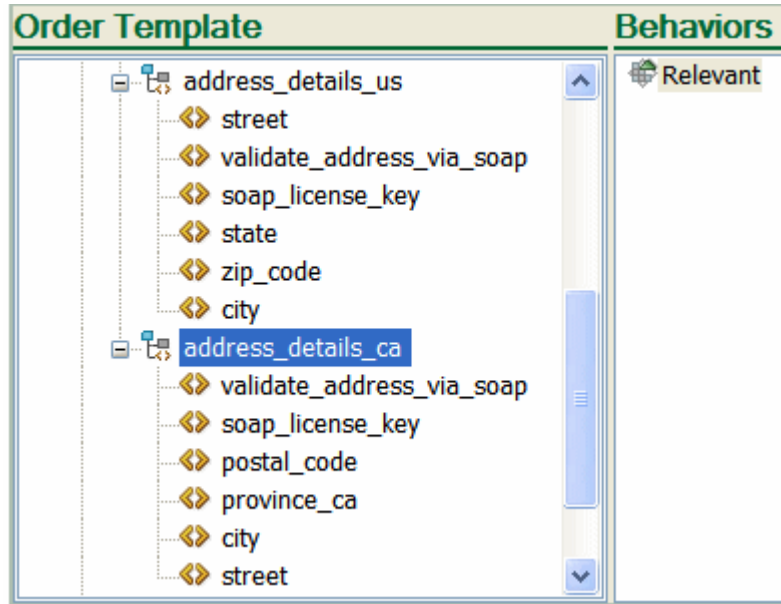 Order Template
address_details_us
street
validate_address_via_soap
soap_license_key
state
zip_code
city
address_details_ca
validate_address_via_soap
soap_license_key
postal_code
province_ca
city
street
Behaviors
Relevant